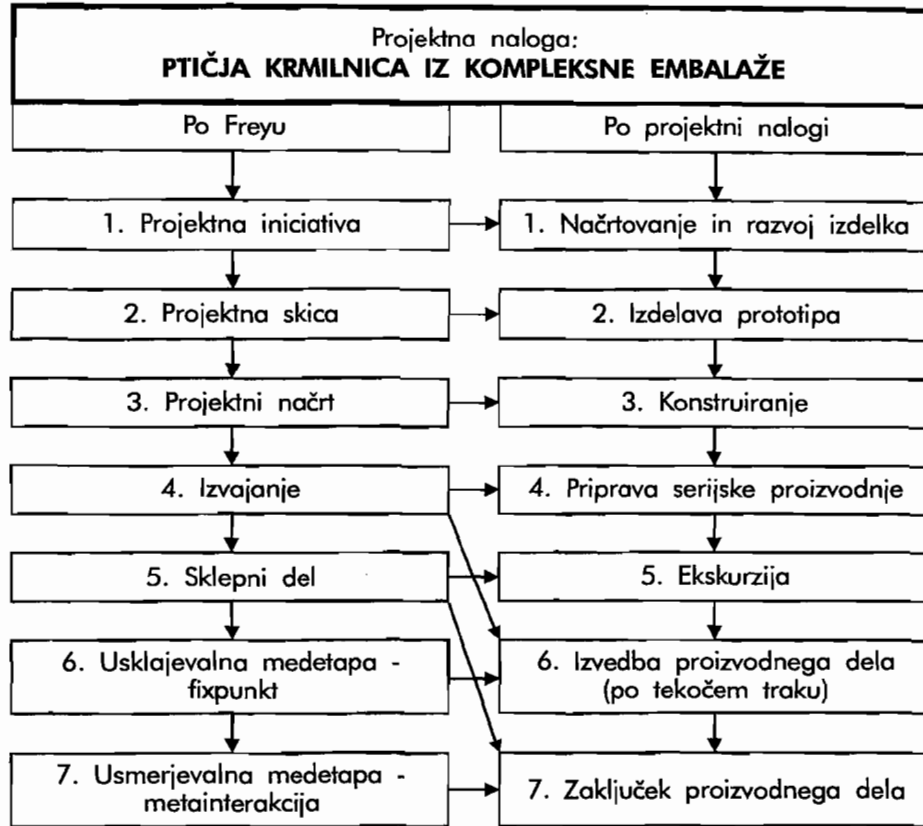 Projektna naloga:
PTIČJA KRMILNICA IZ KOMPLEKSNE EMBALAŽE
Po Freyu
Po projektni nalogi
1. Projektna iniciativa
1. Načrtovanje in razvoj izdelka
2. Projektna skica
2. Izdelava prototipa
3. Projektni načrt
3. Konstruiranje
4. Izvajanje
4. Priprava serijske proizvodnje
5. Sklepni del
5. Ekskurzija
6. Usklajevalna medetapa -
fixpunkt
6. Izvedba proizvodnega dela
(po tekočem traku)
7. Usmerjevalna medetapa -
metainterakcija
7. Zaključek proizvodnega dela